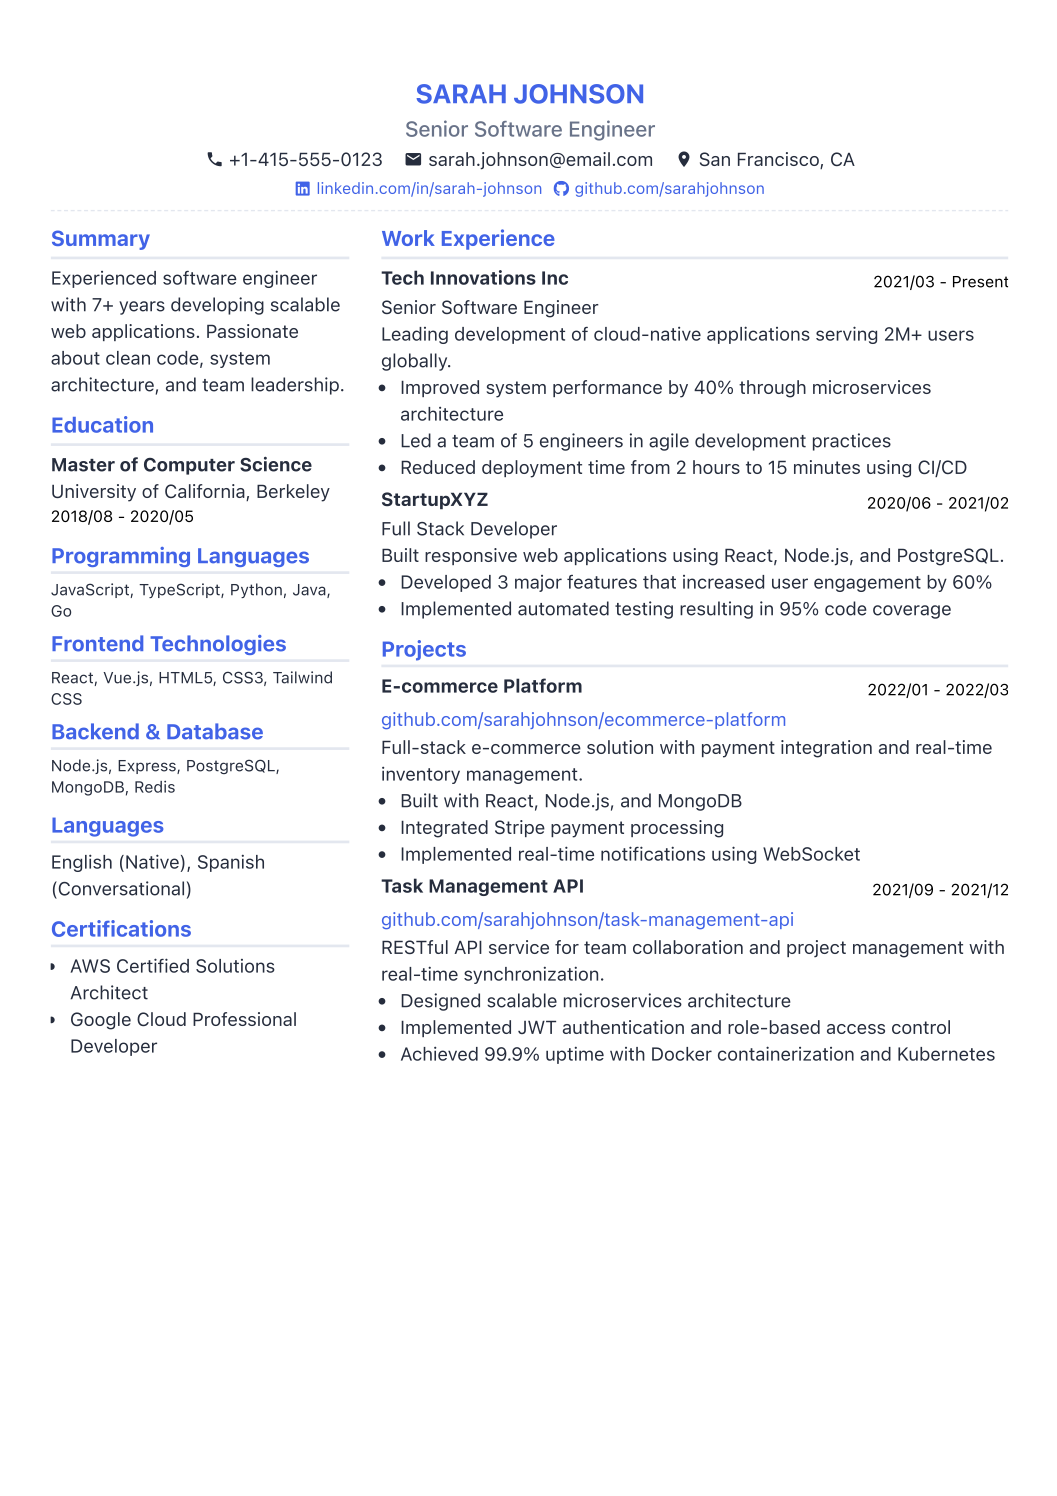 SARAH JOHNSON
Senior Software Engineer
+1-415-555-0123 sarah.johnson@email.com San Francisco, CA
linkedin.com/in/sarah-johnson github.com/sarahjohnson
Summary
Experienced software engineer
with 7+ years developing scalable
web applications. Passionate
about clean code, system
architecture, and team leadership.
Education
Master of Computer Science
University of California, Berkeley
2018/08 - 2020/05
Programming Languages
JavaScript, TypeScript, Python, Java,
Go
Frontend Technologies
React, Vue.js, HTML5, CSS3, Tailwind
CSS
Backend & Database
Node.js, Express, PostgreSQL,
MongoDB, Redis
Languages
English (Native), Spanish
(Conversational)
Certifications
• AWS Certified Solutions
Architect
• Google Cloud Professional
Developer
Work Experience
Tech Innovations Inc 2021/03 - Present
Senior Software Engineer
Leading development of cloud-native applications serving 2M+ users
globally.
• Improved system performance by 40% through microservices
architecture
• Led a team of 5 engineers in agile development practices
• Reduced deployment time from 2 hours to 15 minutes using CI/CD
StartupXYZ 2020/06 - 2021/02
Full Stack Developer
Built responsive web applications using React, Node.js, and PostgreSQL.
• Developed 3 major features that increased user engagement by 60%
• Implemented automated testing resulting in 95% code coverage
Projects
E-commerce Platform 2022/01 - 2022/03
github.com/sarahjohnson/ecommerce-platform
Full-stack e-commerce solution with payment integration and real-time
inventory management.
• Built with React, Node.js, and MongoDB
• Integrated Stripe payment processing
• Implemented real-time notifications using WebSocket
Task Management API 2021/09 - 2021/12
github.com/sarahjohnson/task-management-api
RESTful API service for team collaboration and project management with
real-time synchronization.
• Designed scalable microservices architecture
• Implemented JWT authentication and role-based access control
• Achieved 99.9% uptime with Docker containerization and Kubernetes